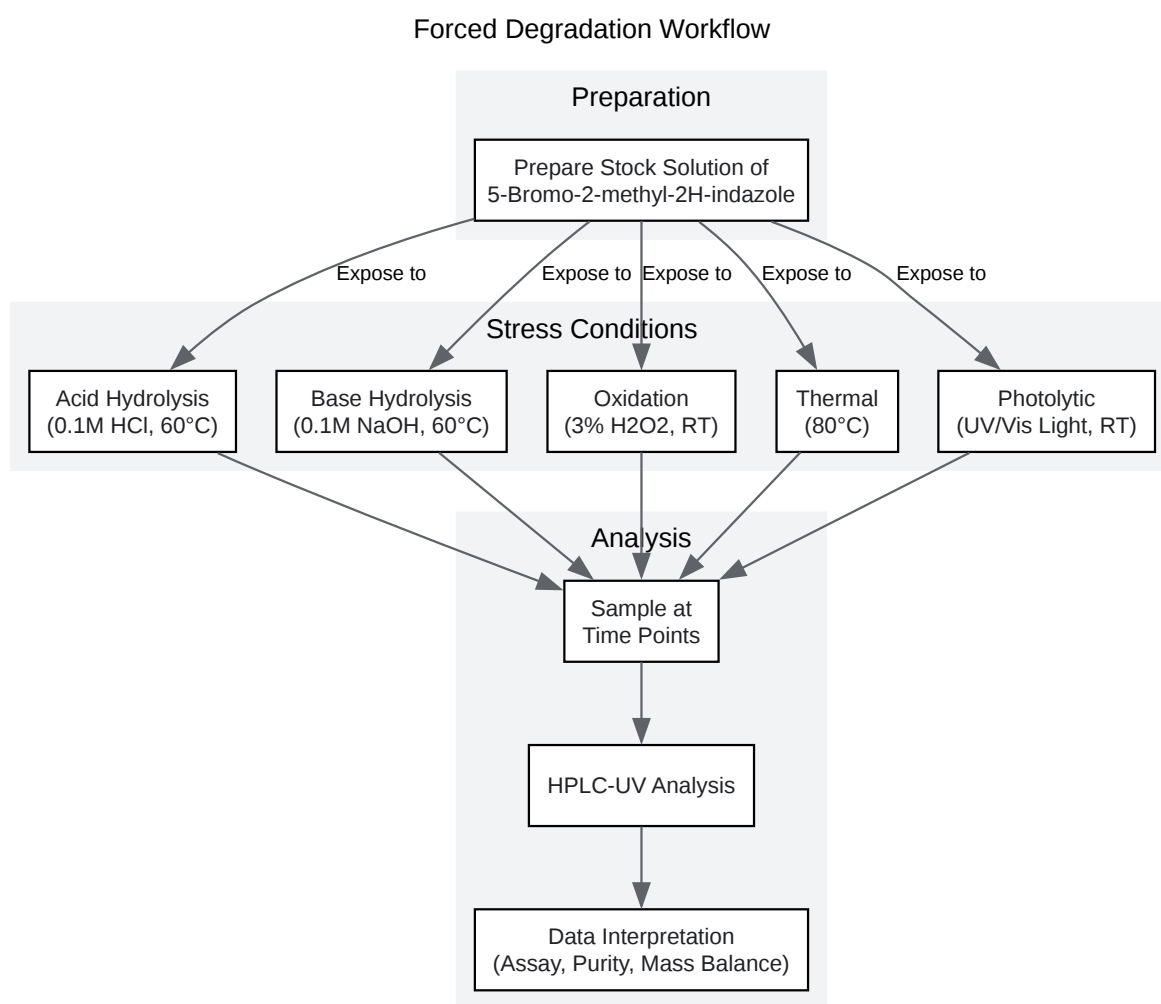 Forced Degradation Workflow
Preparation
Prepare Stock Solution of
5-Bromo-2-methyl-2H-indazole
Expose to
Expose to
Expose to
Expose to
Expose to
Stress Conditions
Acid Hydrolysis
(0.1M HCl, 60°C)
Base Hydrolysis
(0.1M NaOH, 60°C)
Oxidation
(3% H2O2, RT)
Thermal
(80°C)
Photolytic
(UV/Vis Light, RT)
Analysis
Sample at
Time Points
HPLC-UV Analysis
Data Interpretation
(Assay, Purity, Mass Balance)